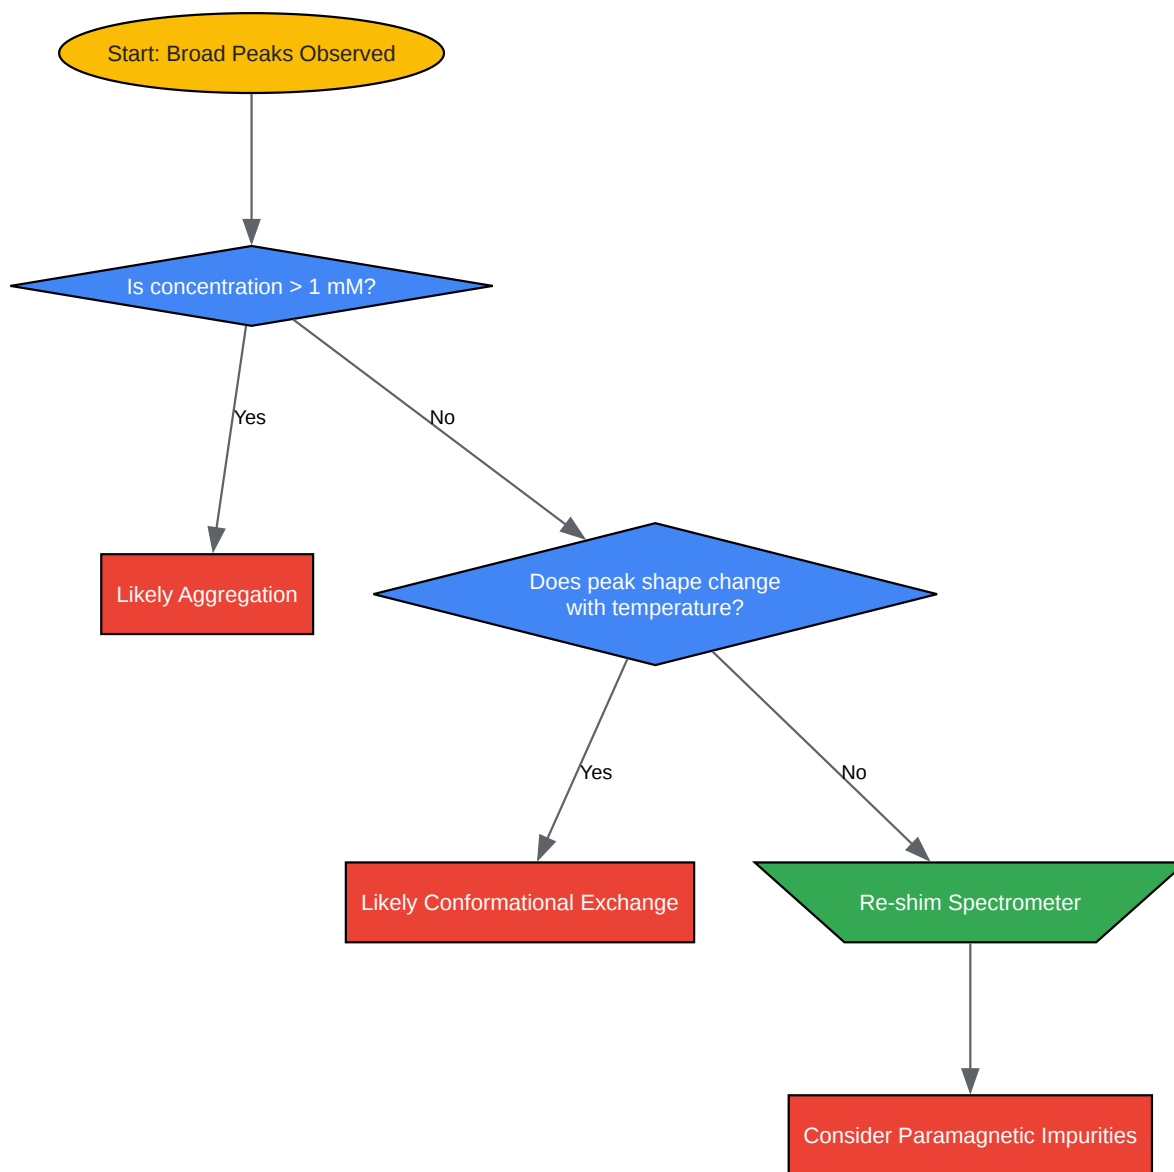 Start: Broad Peaks Observed
Is concentration > 1 mM?
Yes
No
Likely Aggregation
Does peak shape change
with temperature?
Yes
No
Likely Conformational Exchange
Re-shim Spectrometer
Consider Paramagnetic Impurities